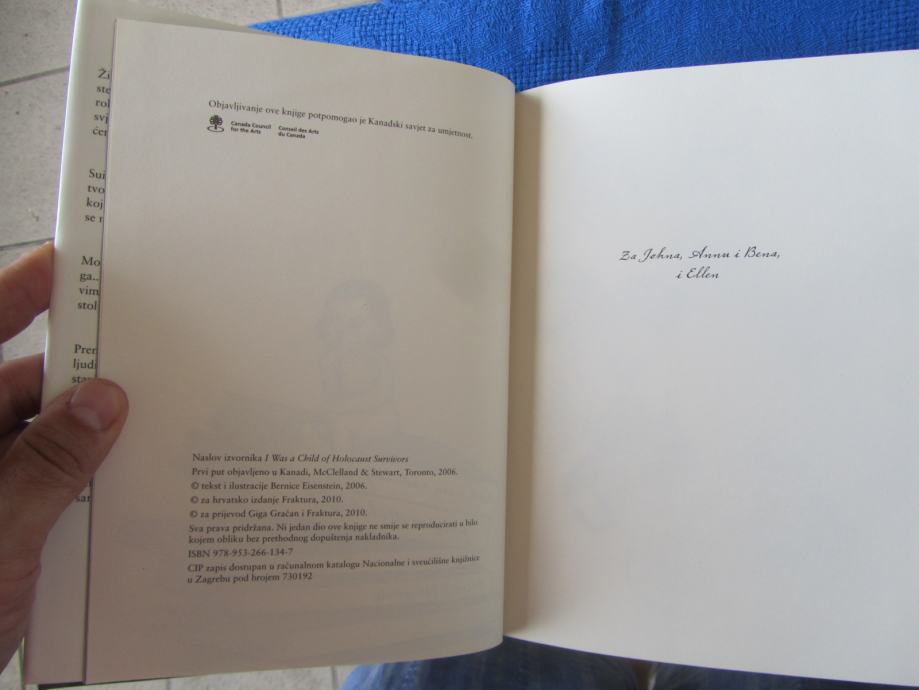 Objavljivanje ove knjige potpomogao je Kanadski savjet za umjetnost.
Canada Council
for the Arts
Conseil des Arts
du Canada
Naslov izvornika I Was a Child of Holocaust Survivors
Prvi put objavljeno u Kanadi, McClelland & Stewart, Toronto, 2006.
© tekst i ilustracije Bernice Eisenstein, 2006.
© za hrvatsko izdanje Fraktura, 2010.
© za prijevod Giga Gračan i Fraktura, 2010.
Sva prava pridržana. Ni jedan dio ove knjige ne smije se reproducirati u bilo
kojem obliku bez prethodnog dopuštenja nakladnika.
ISBN 978-953-266-134-7
CIP zapis dostupan u računalnom katalogu Nacionalne i sveučilišne knjižnice
u Zagrebu pod brojem 730192
Za Johna, Annu i Bena,
i Ellen